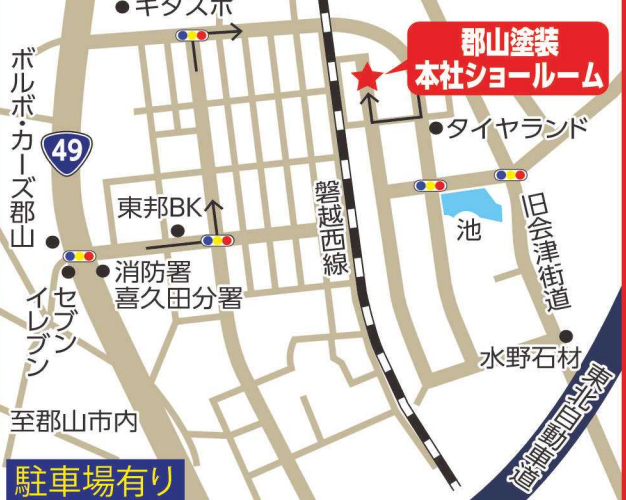 キタスポ
郡山塗装
本社ショールーム
ボルボ・カーズ郡山
49
タイヤランド
東邦BK
磐越西線
池
旧会津街道
消防署
喜久田分署
セブン
イレブン
水野石材
東北自動車道
至郡山市内
駐車場有り